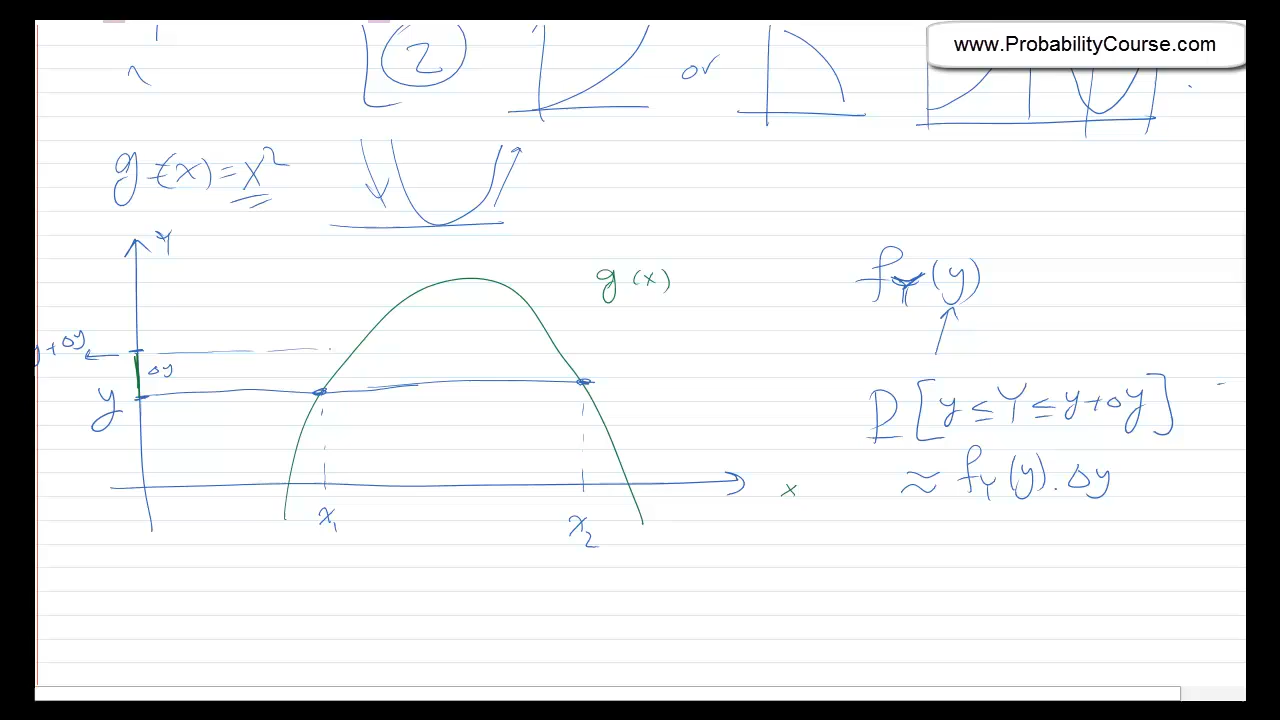 www.ProbabilityCourse.com
2
or
g(x) = x²
Y
g(x)
f_Y(y)
y+Δy
Δy
y
P[y ≤ Y ≤ y+Δy]
≈ f_Y(y).Δy
x
x₁
x₂